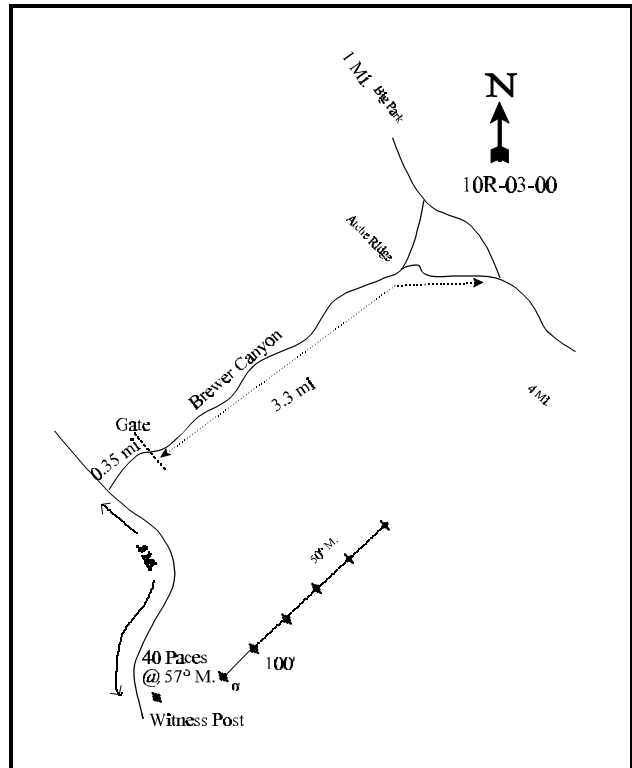 1 Mi.
Big Park
N
10R-03-00
Ridge
Brewer Canyon
3.3 mi
4 Mi.
Gate
0.35 mi
50° M.
40 Paces
@ 57° M.
100'
0'
Witness Post